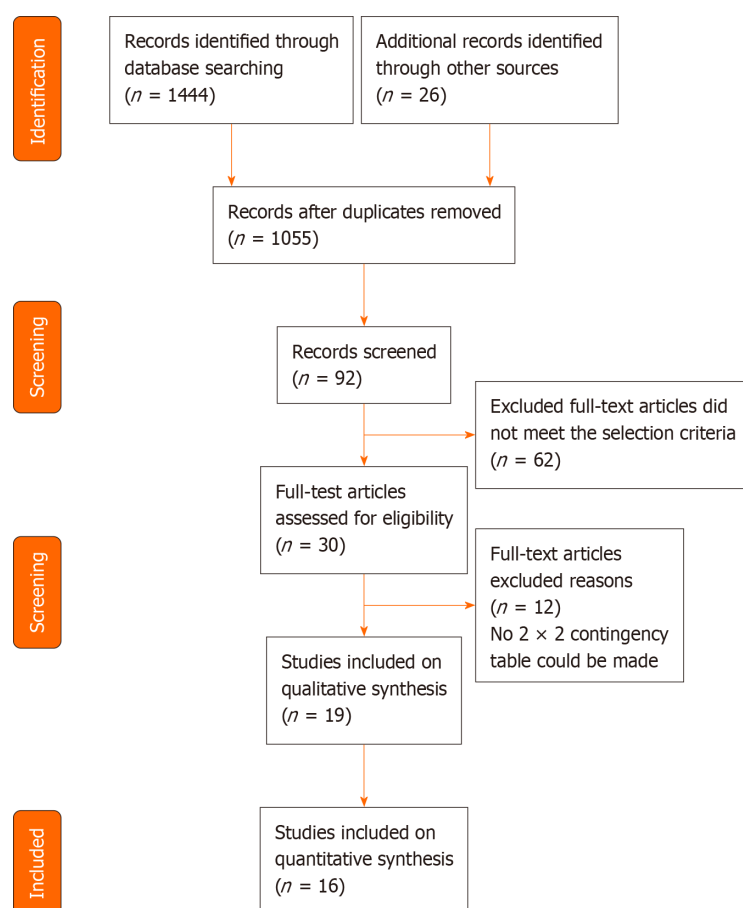 Identification
Records identified through
database searching
(n = 1444)
Additional records identified
through other sources
(n = 26)
Records after duplicates removed
(n = 1055)
Screening
Records screened
(n = 92)
Excluded full-text articles did
not meet the selection criteria
(n = 62)
Full-test articles
assessed for eligibility
(n = 30)
Screening
Full-text articles
excluded reasons
(n = 12)
No 2 × 2 contingency
table could be made
Studies included on
qualitative synthesis
(n = 19)
Included
Studies included on
quantitative synthesis
(n = 16)